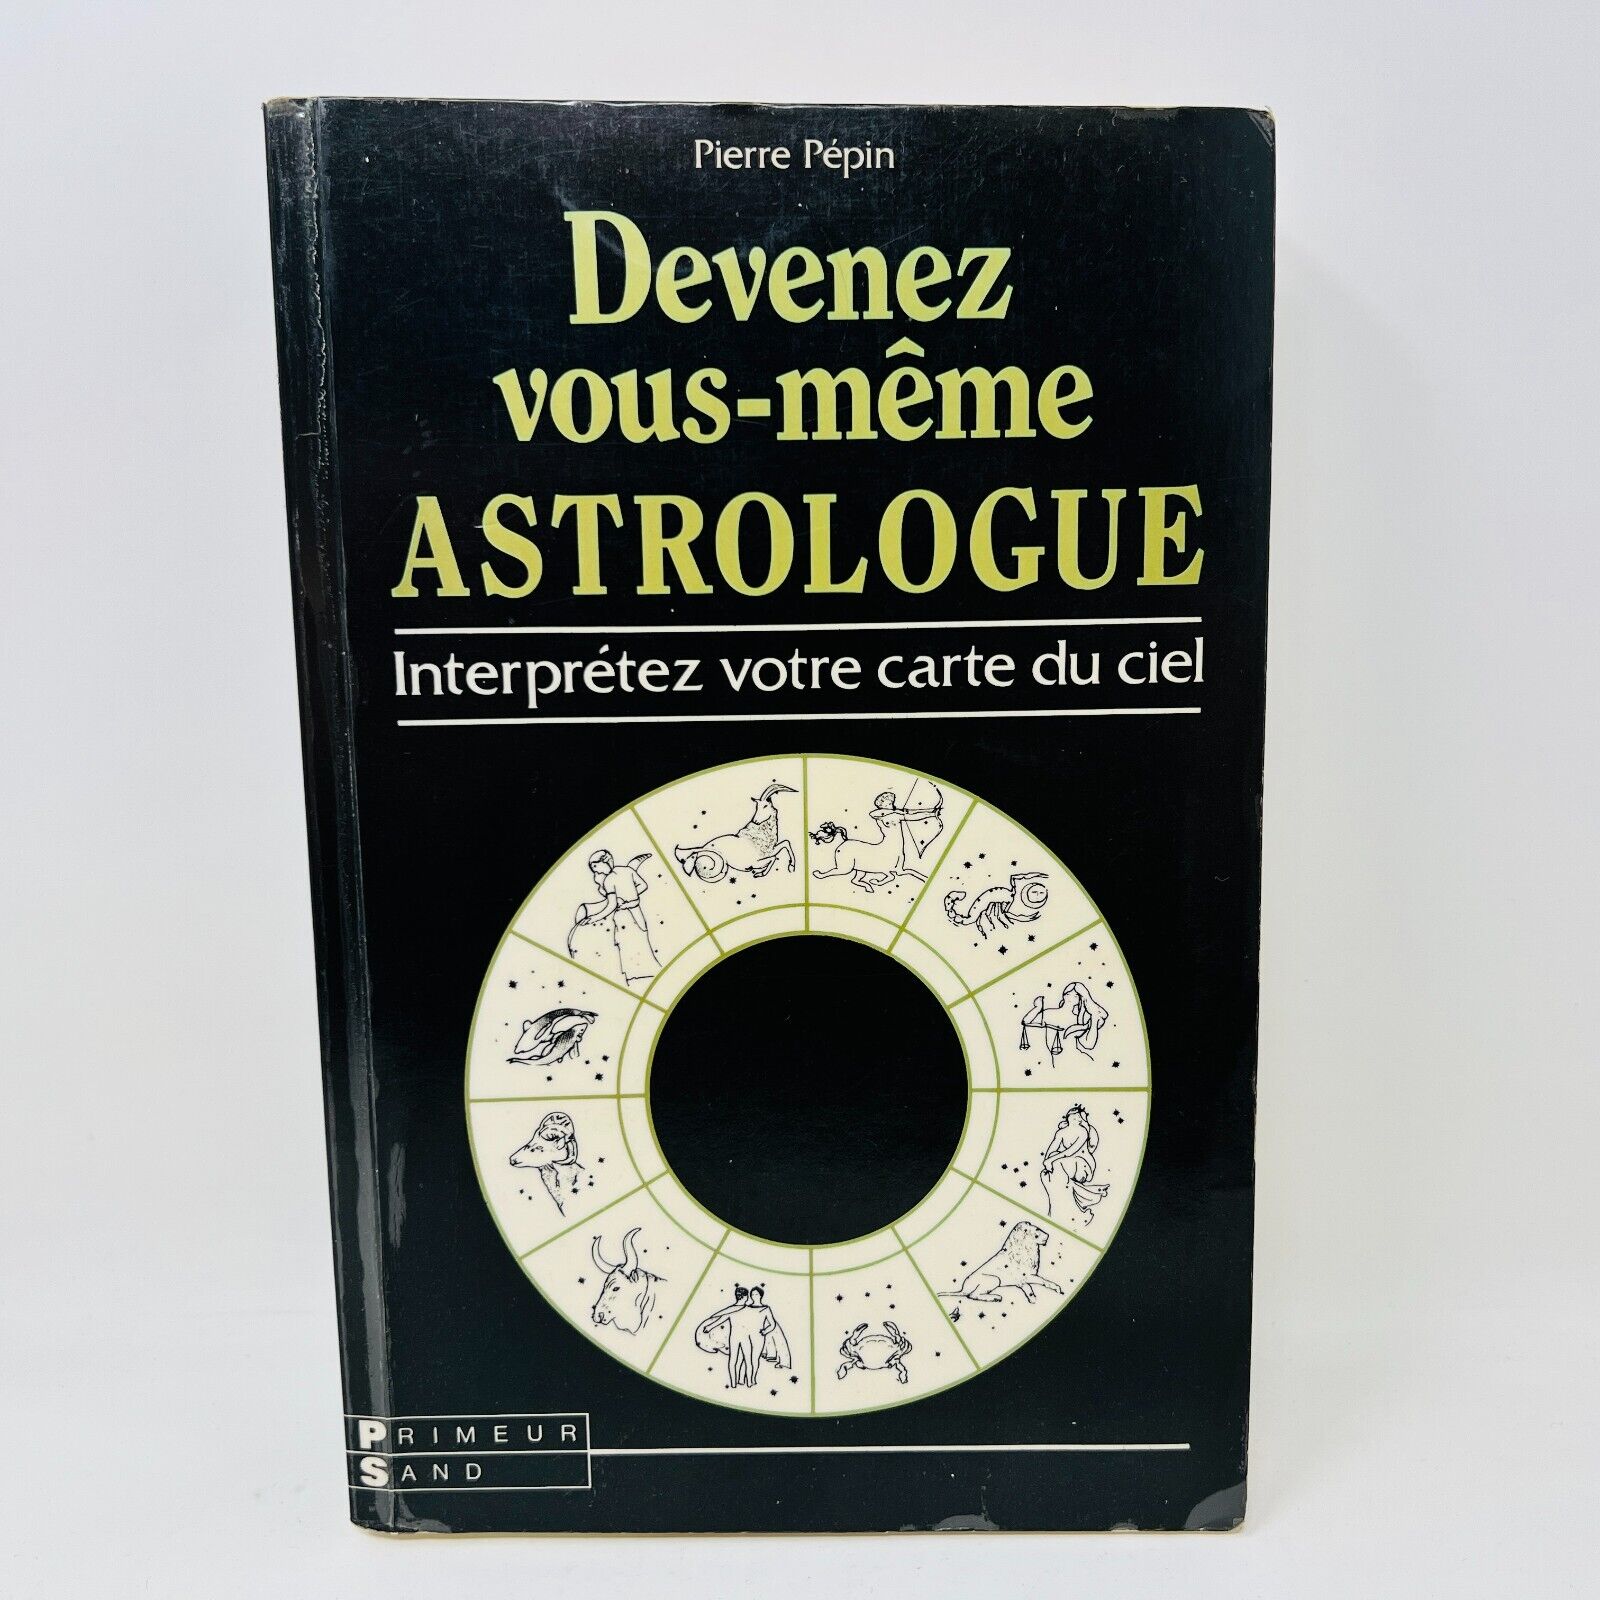 Pierre Pépin
Devenez
vous-même
ASTROLOGUE
Interprétez votre carte du ciel
PRIMEUR
SAND